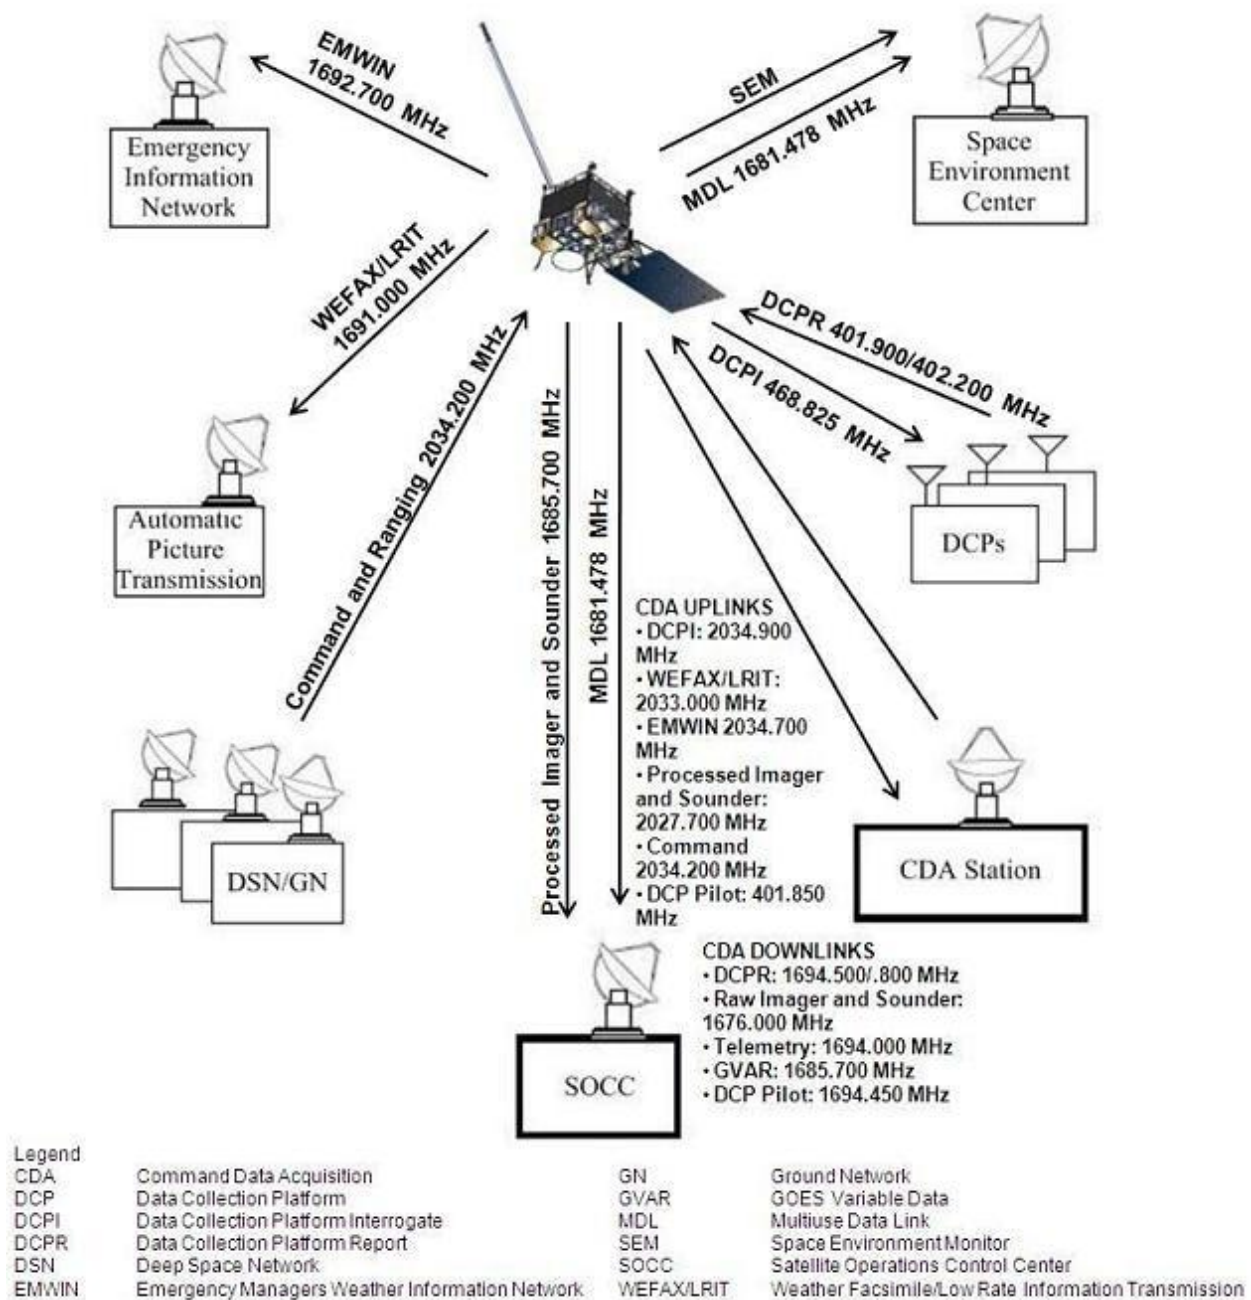 EMWIN
1692.700 MHz
SEM
MDL 1681.478 MHz
Emergency
Information
Network
Space
Environment
Center
WEFAX/LRIT
1691.000 MHz
DCPR 401.900/402.200 MHz
DCPI 468.825 MHz
Automatic
Picture
Transmission
DCPs
Command and Ranging 2034.200 MHz
Processed Imager and Sounder 1685.700 MHz
MDL 1681.478 MHz
CDA UPLINKS
• DCPI: 2034.900
MHz
• WEFAX/LRIT:
2033.000 MHz
• EMWIN 2034.700
MHz
• Processed Imager
and Sounder:
2027.700 MHz
• Command
2034.200 MHz
• DCP Pilot: 401.850
MHz
DSN/GN
CDA Station
CDA DOWNLINKS
• DCPR: 1694.500/.800 MHz
• Raw Imager and Sounder:
1676.000 MHz
• Telemetry: 1694.000 MHz
• GVAR: 1685.700 MHz
• DCP Pilot: 1694.450 MHz
SOCC
Legend
CDA Command Data Acquisition GN Ground Network
DCP Data Collection Platform GVAR GOES Variable Data
DCPI Data Collection Platform Interrogate MDL Multiuse Data Link
DCPR Data Collection Platform Report SEM Space Environment Monitor
DSN Deep Space Network SOCC Satellite Operations Control Center
EMWIN Emergency Managers Weather Information Network WEFAX/LRIT Weather Facsimile/Low Rate Information Transmission